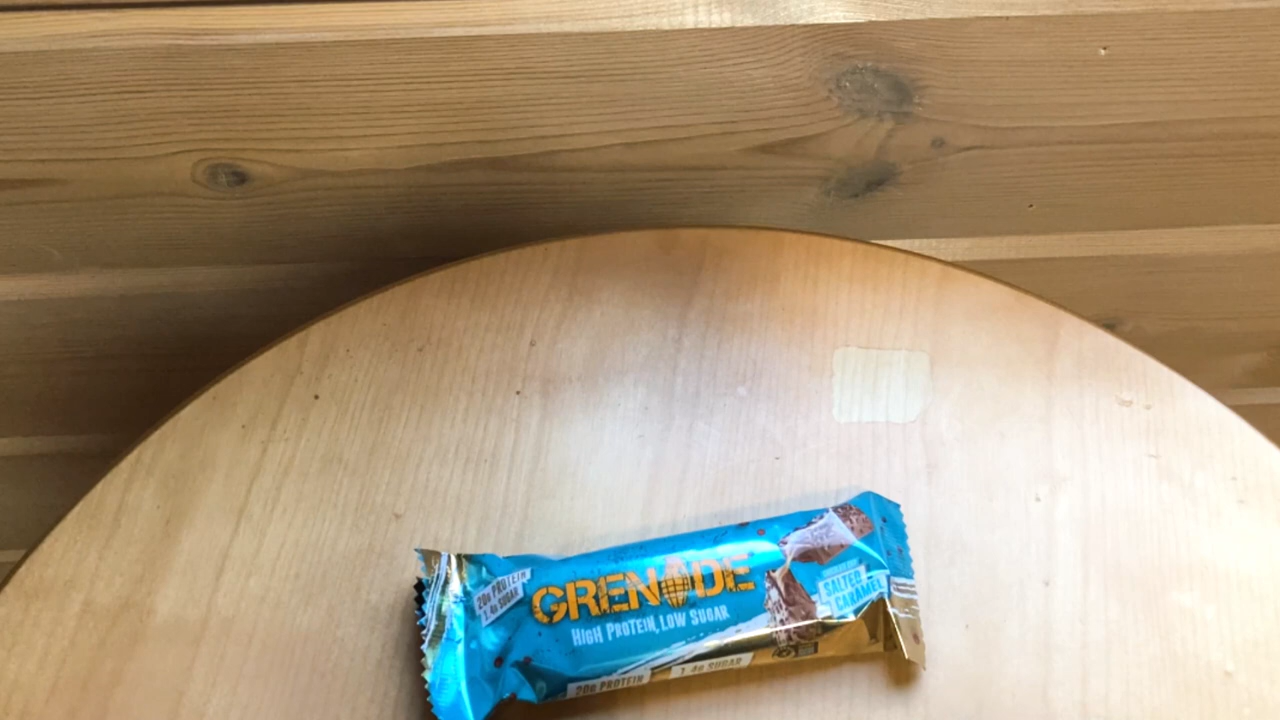 20g PROTEIN
1.4g SUGAR
GRENADE
HIGH PROTEIN, LOW SUGAR
SALTED
CARAMEL
20g PROTEIN
1.4g SUGAR